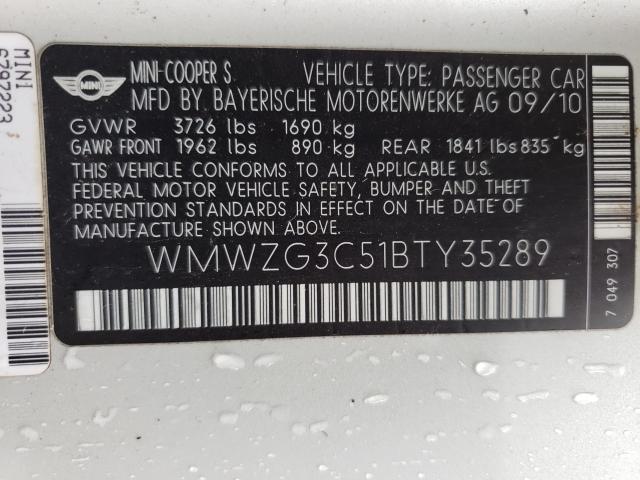 MINI
MINI-COOPER S VEHICLE TYPE: PASSENGER CAR
MFD BY BAYERISCHE MOTORENWERKE AG 09/10
GVWR 3726 lbs 1690 kg
GAWR FRONT 1962 lbs 890 kg REAR 1841 lbs 835 kg
THIS VEHICLE CONFORMS TO ALL APPLICABLE U.S.
FEDERAL MOTOR VEHICLE SAFETY, BUMPER AND THEFT
PREVENTION STANDARDS IN EFFECT ON THE DATE OF
MANUFACTURE SHOWN ABOVE.
WMWZG3C51BTY35289
7 049 307
MINI